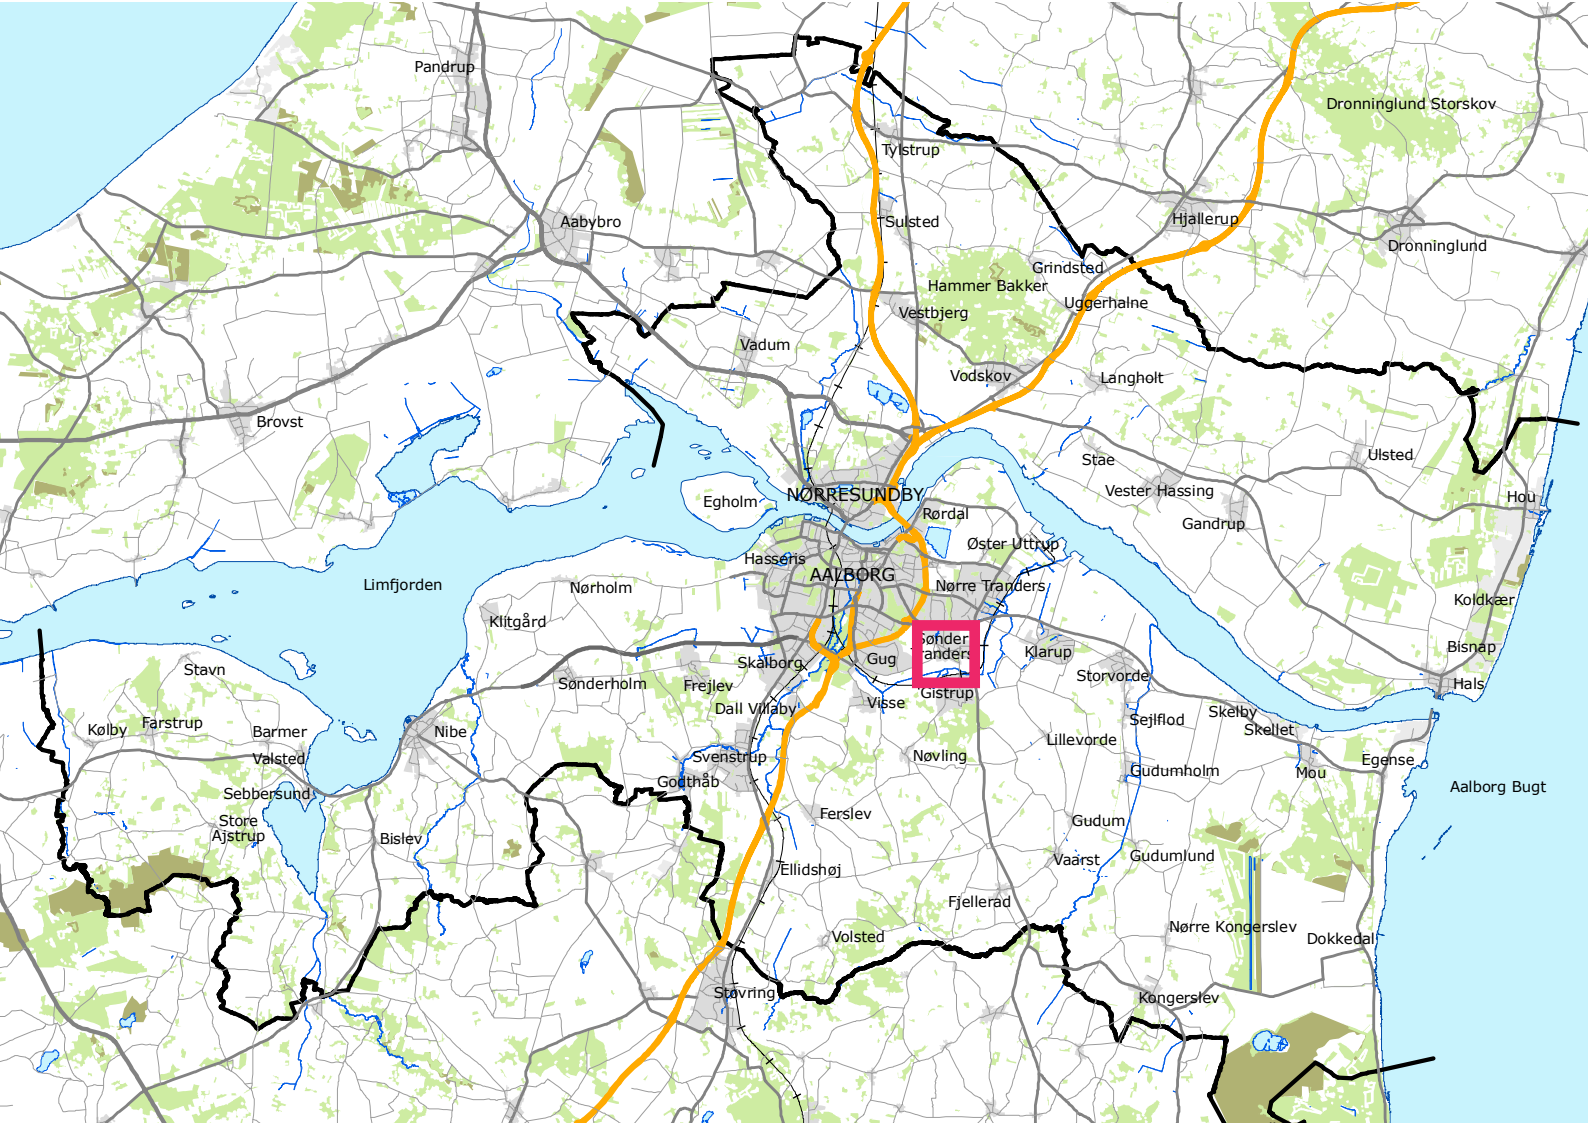 Pandrup
Dronninglund Storskov
Tylstrup
Aabybro
Sulsted
Hjallerup
Dronninglund
Grindsted
Hammer Bakker
Uggerhalne
Vestbjerg
Vadum
Vodskov
Langholt
Brovst
Ulsted
Stae
Vester Hassing
Hou
NØRRESUNDBY
Egholm
Rørdal
Gandrup
Øster Uttrup
Hasseris
AALBORG
Limfjorden
Nørholm
Nørre Tranders
Koldkær
Klitgård
Sønder
Tranders
Klarup
Bisnap
Gug
Skalborg
Stavn
Storvorde
Hals
Sønderholm
Frejlev
Gistrup
Visse
Dall Villaby
Skelby
Sejlflod
Farstrup
Kølby
Barmer
Nibe
Skellet
Lillevorde
Valsted
Svenstrup
Nøvling
Egense
Gudumholm
Mou
Godthåb
Aalborg Bugt
Sebbersund
Ferslev
Store
Ajstrup
Gudum
Bislev
Gudumlund
Vaarst
Ellidshøj
Fjellerad
Nørre Kongerslev
Volsted
Dokkedal
Støvring
Kongerslev